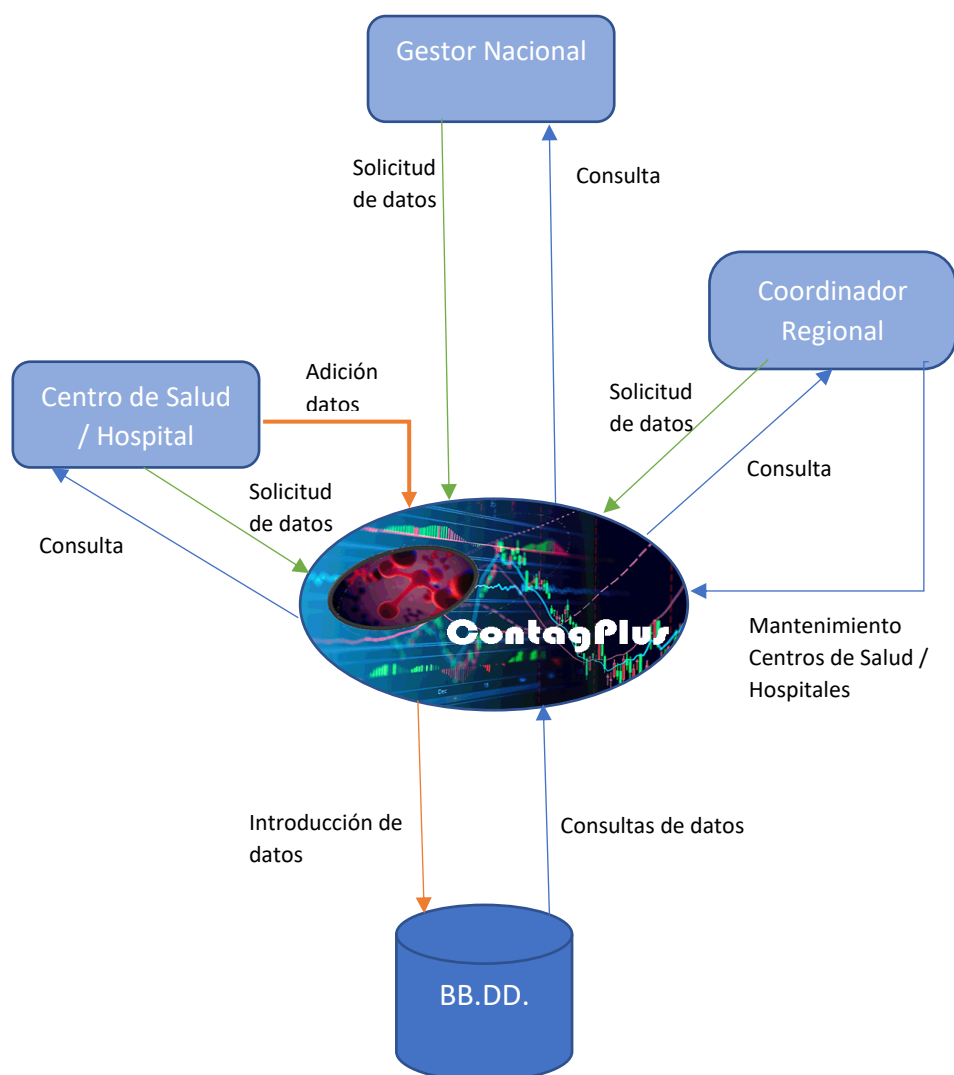 Gestor Nacional
Solicitud
de datos
Consulta
Coordinador
Regional
Centro de Salud
/ Hospital
Adición
datos
Solicitud
de datos
Consulta
Solicitud
de datos
Consulta
ContagPlus
Mantenimiento
Centros de Salud /
Hospitales
Introducción de
datos
Consultas de datos
BB.DD.